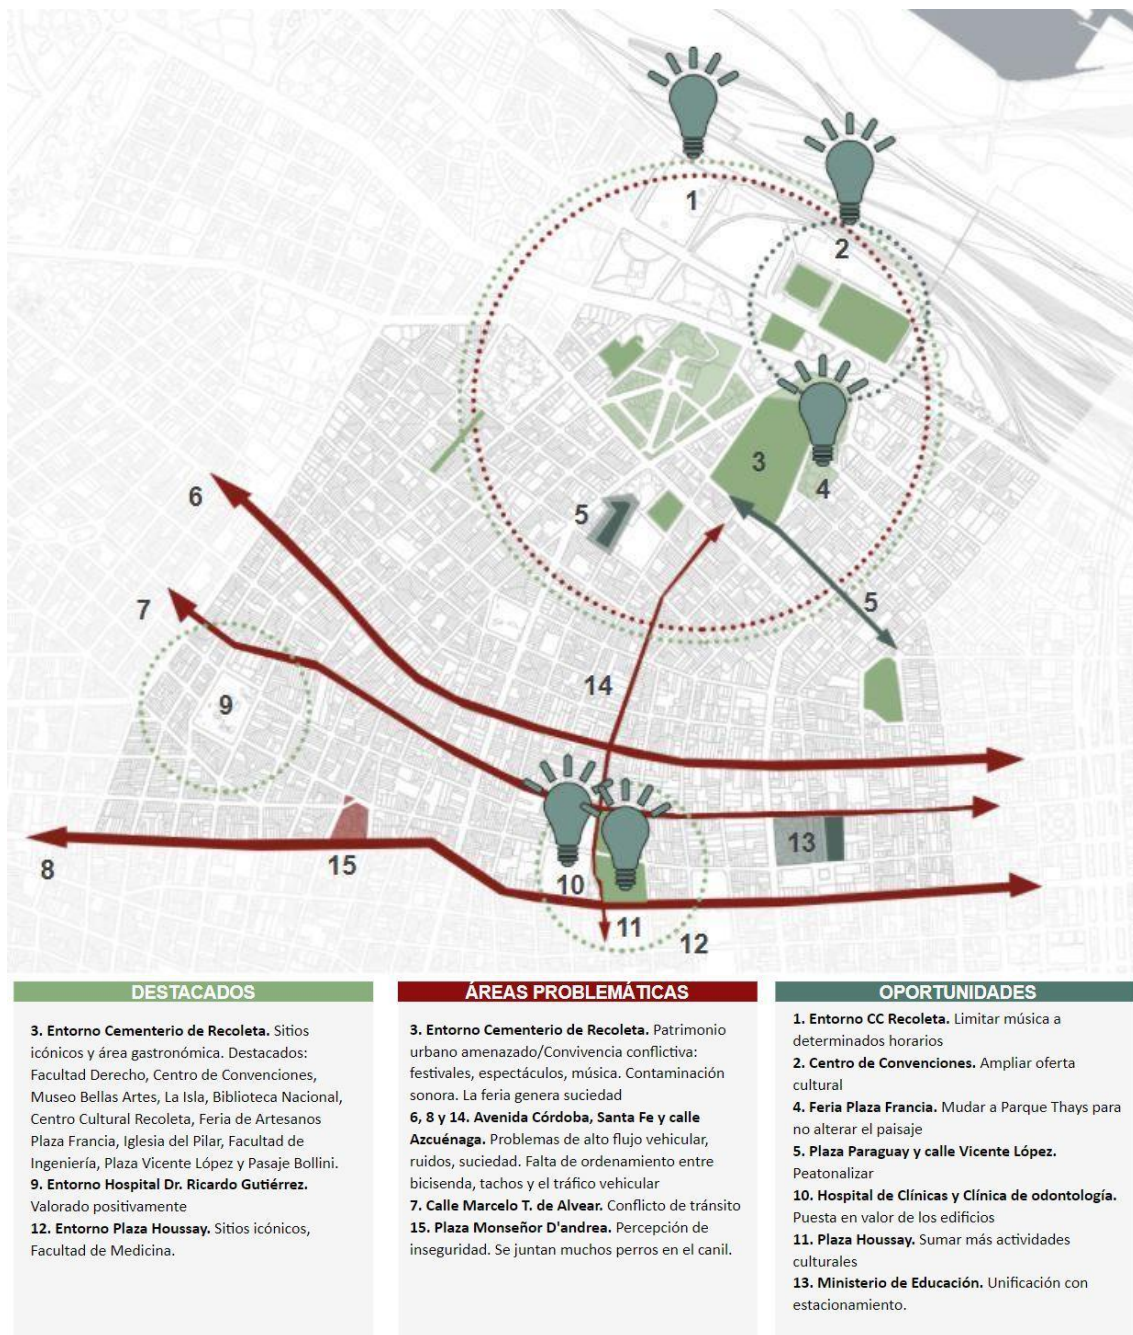 1
2
3
4
5
6
5
7
14
9
13
8
15
10
11
12
DESTACADOS
3. Entorno Cementerio de Recoleta. Sitios
icónicos y área gastronómica. Destacados:
Facultad Derecho, Centro de Convenciones,
Museo Bellas Artes, La Isla, Biblioteca Nacional,
Centro Cultural Recoleta, Feria de Artesanos
Plaza Francia, Iglesia del Pilar, Facultad de
Ingeniería, Plaza Vicente López y Pasaje Bollini.
9. Entorno Hospital Dr. Ricardo Gutiérrez.
Valorado positivamente
12. Entorno Plaza Houssay. Sitios icónicos,
Facultad de Medicina.
ÁREAS PROBLEMÁTICAS
3. Entorno Cementerio de Recoleta. Patrimonio
urbano amenazado/Convivencia conflictiva:
festivales, espectáculos, música. Contaminación
sonora. La feria genera suciedad
6, 8 y 14. Avenida Córdoba, Santa Fe y calle
Azcuénaga. Problemas de alto flujo vehicular,
ruidos, suciedad. Falta de ordenamiento entre
bicisenda, tachos y el tráfico vehicular
7. Calle Marcelo T. de Alvear. Conflicto de tránsito
15. Plaza Monseñor D'andrea. Percepción de
inseguridad. Se juntan muchos perros en el canil.
OPORTUNIDADES
1. Entorno CC Recoleta. Limitar música a
determinados horarios
2. Centro de Convenciones. Ampliar oferta
cultural
4. Feria Plaza Francia. Mudar a Parque Thays para
no alterar el paisaje
5. Plaza Paraguay y calle Vicente López.
Peatonalizar
10. Hospital de Clínicas y Clínica de odontología.
Puesta en valor de los edificios
11. Plaza Houssay. Sumar más actividades
culturales
13. Ministerio de Educación. Unificación con
estacionamiento.